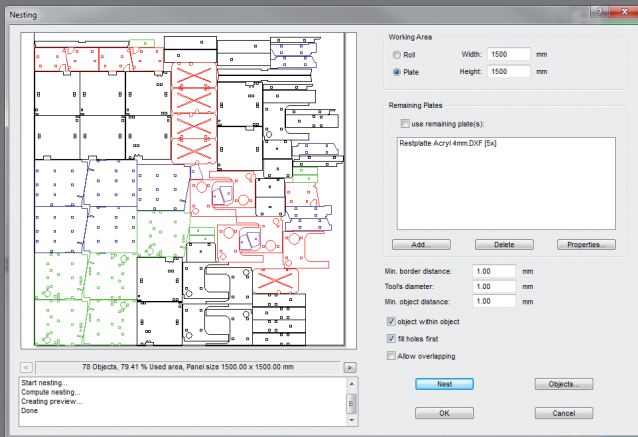 Nesting
Working Area
Roll
Width: 1500 mm
Plate
Height: 1500 mm
Remaining Plates
use remaining plate(s):
Restplatte Acryl 4mm.DXF [5x]
Add...
Delete
Properties...
Min. border distance: 1.00 mm
Tool's diameter: 1.00 mm
Min. object distance: 1.00 mm
object within object
fill holes first
Allow overlapping
< 78 Objects, 79.41 % Used area, Panel size 1500.00 x 1500.00 mm >
Start nesting...
Compute nesting...
Creating preview...
Done
Nest
Objects...
OK
Cancel